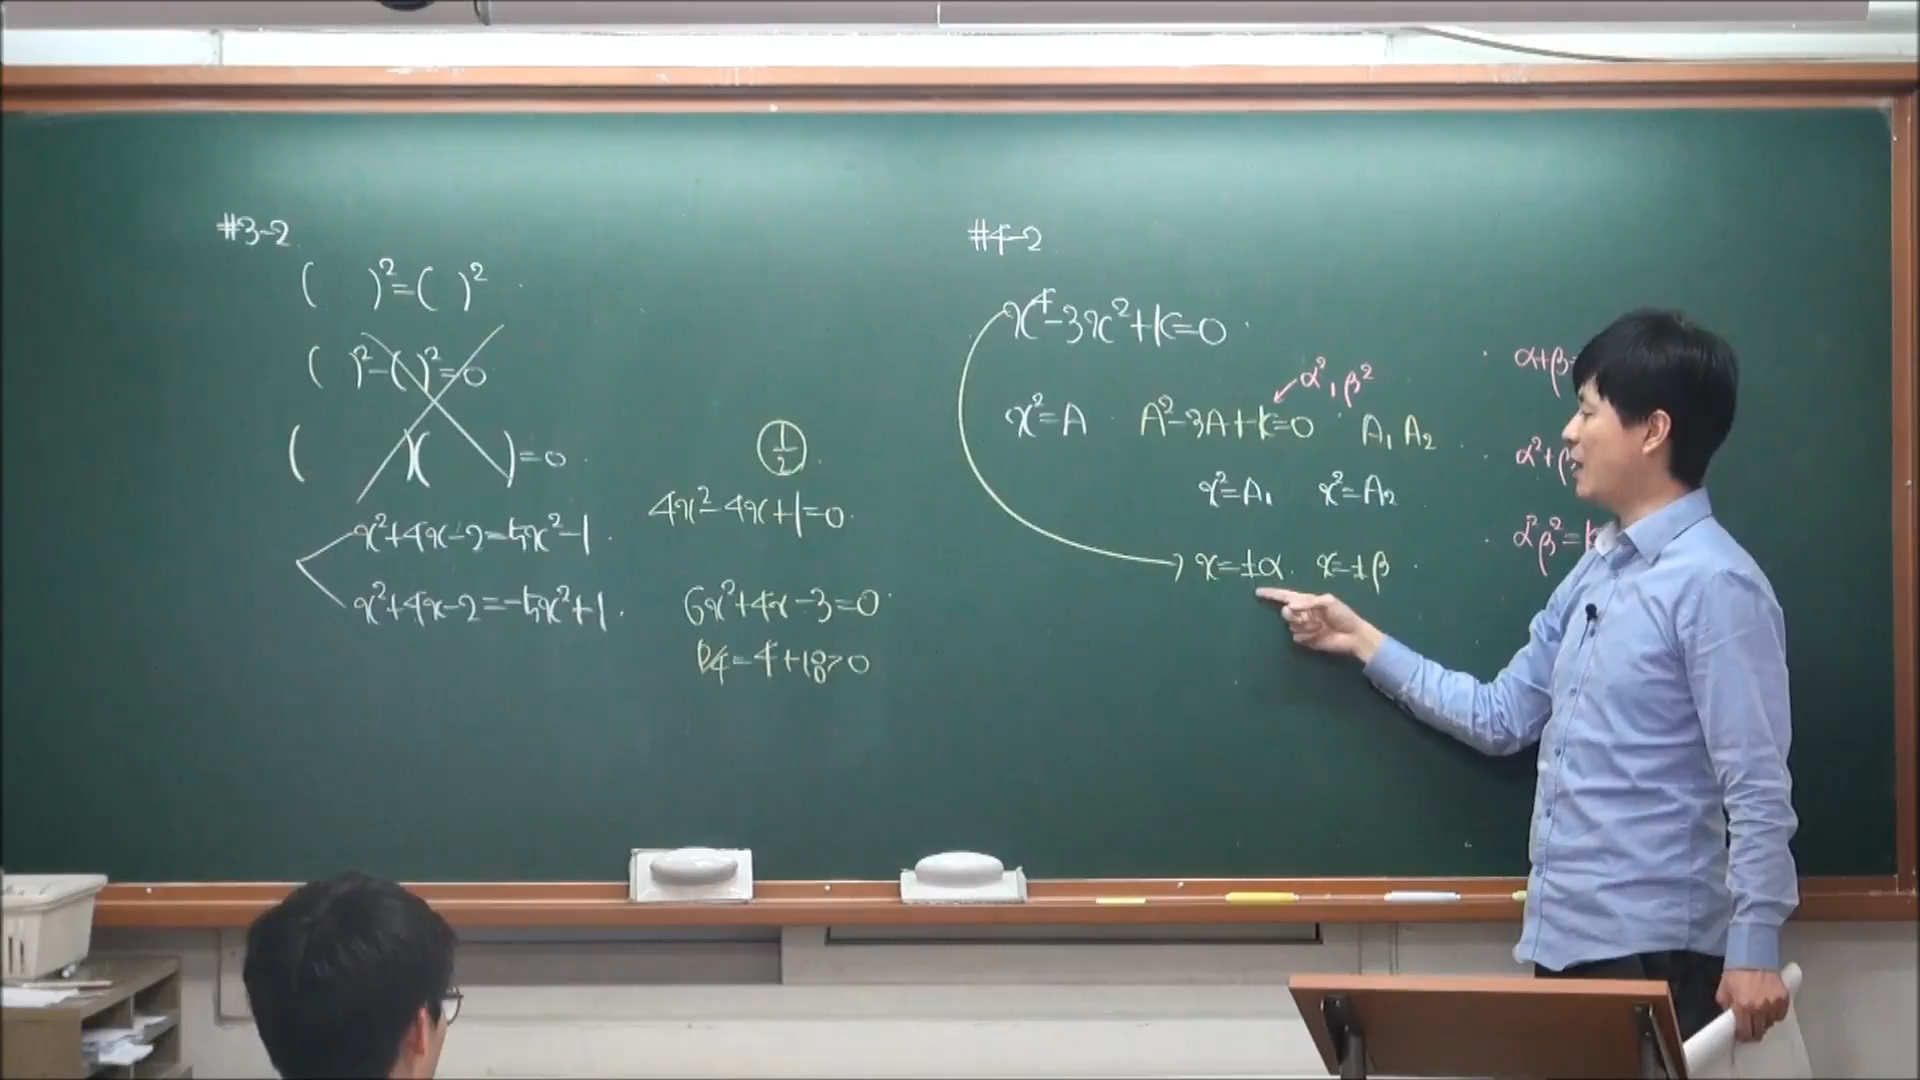 #3-2
(   )²=(   )²
(   )²-(   )²=0
(   )(   )=0
x²+4x-2=5x²-1
x²+4x-2=-5x²+1
1/2
4x²-4x+1=0
6x²+4x-3=0
D/4=4+18>0
#4-2
x⁴-3x²+k=0
α², β²
x²=A   A²-3A+k=0   A₁ A₂
x²=A₁   x²=A₂
x=±α   x=±β
α+β=
α²+β
α²β²=k